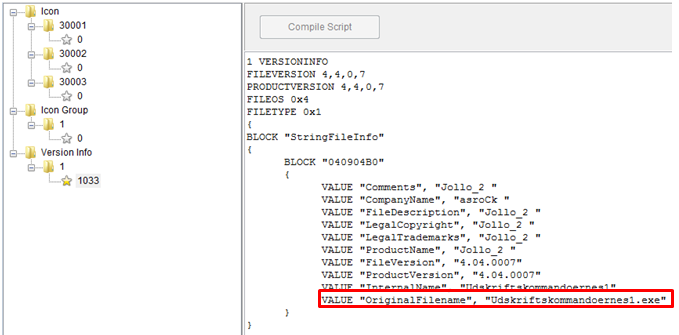 Icon
30001
0
30002
0
30003
0
Icon Group
1
0
Version Info
1
1033
Compile Script
1 VERSIONINFO
FILEVERSION 4,4,0,7
PRODUCTVERSION 4,4,0,7
FILEOS 0x4
FILETYPE 0x1
{
BLOCK "StringFileInfo"
{
BLOCK "040904B0"
{
VALUE "Comments", "Jollo_2 "
VALUE "CompanyName", "asroCk "
VALUE "FileDescription", "Jollo_2 "
VALUE "LegalCopyright", "Jollo_2 "
VALUE "LegalTrademarks", "Jollo_2 "
VALUE "ProductName", "Jollo_2 "
VALUE "FileVersion", "4.04.0007"
VALUE "ProductVersion", "4.04.0007"
VALUE "InternalName", "Udskriftskommandoernes1"
VALUE "OriginalFilename", "Udskriftskommandoernes1.exe"
}
}